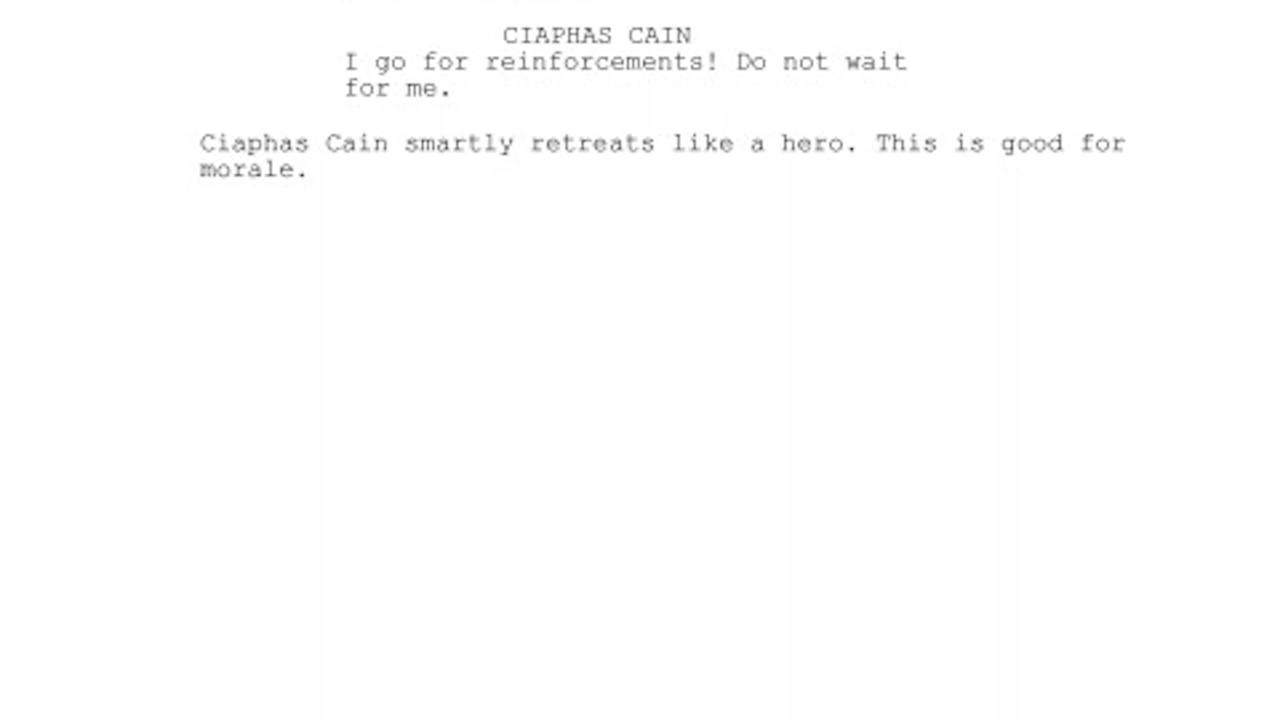 CIAPHAS CAIN
I go for reinforcements! Do not wait
for me.
Ciaphas Cain smartly retreats like a hero. This is good for
morale.